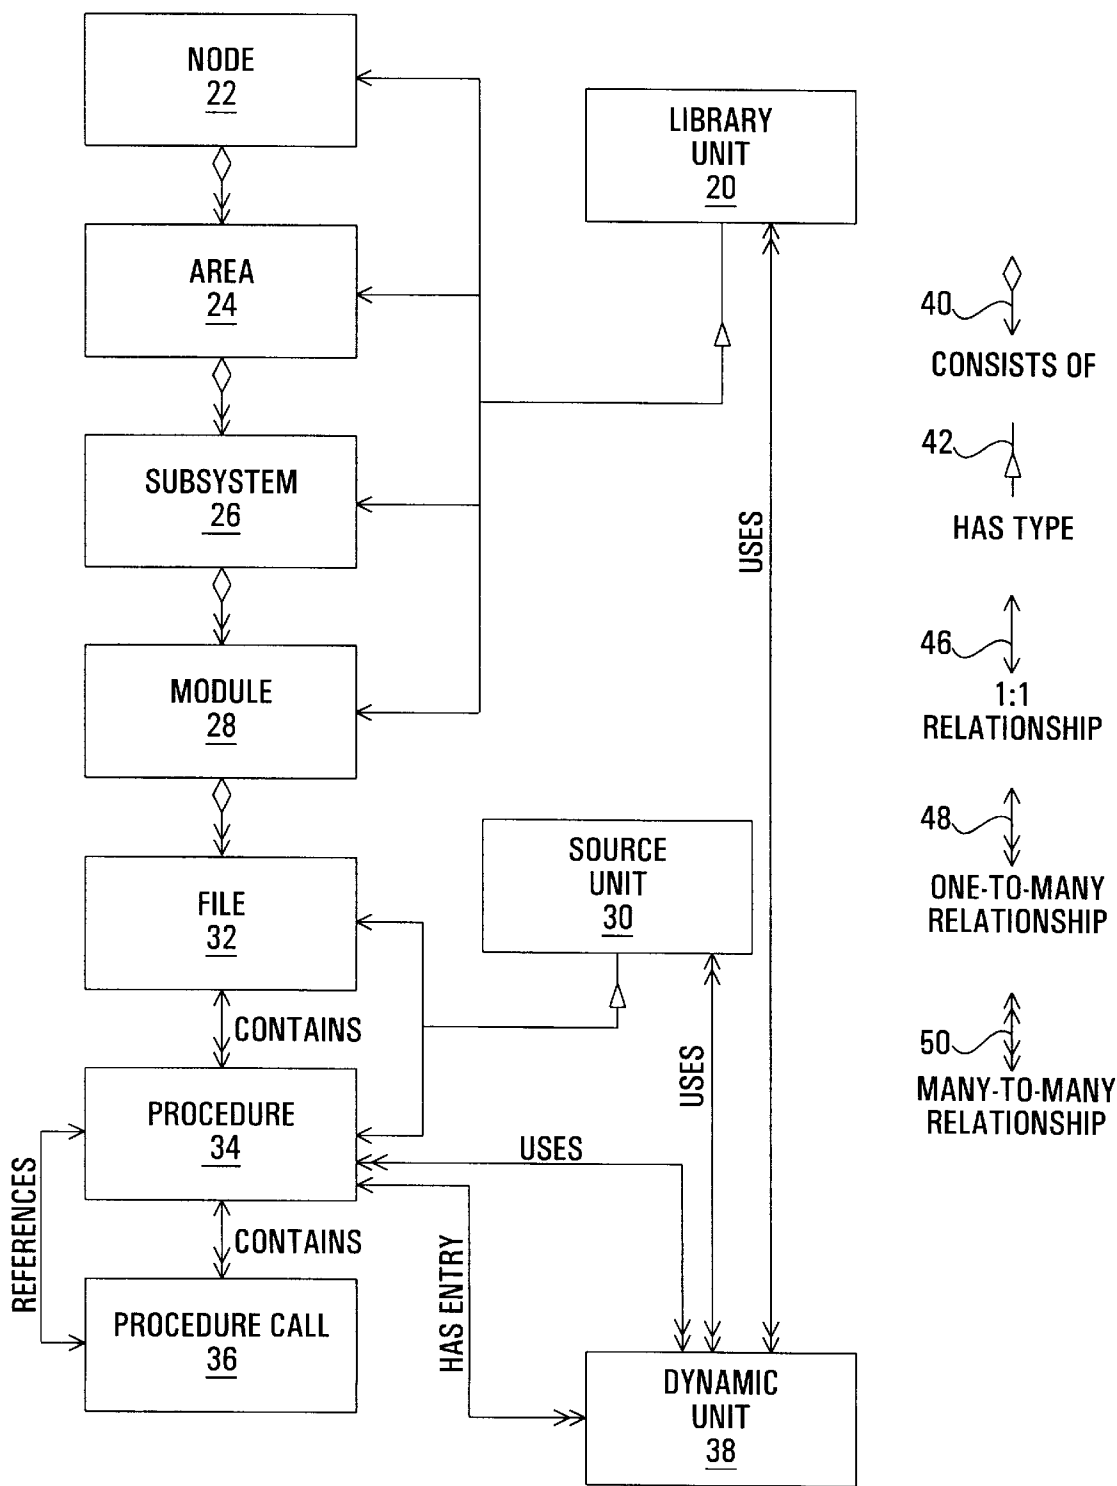 NODE
22
LIBRARY
UNIT
20
AREA
24
40
CONSISTS OF
SUBSYSTEM
26
42
HAS TYPE
USES
MODULE
28
46
1:1
RELATIONSHIP
FILE
32
SOURCE
UNIT
30
48
ONE-TO-MANY
RELATIONSHIP
CONTAINS
USES
50
MANY-TO-MANY
RELATIONSHIP
PROCEDURE
34
USES
REFERENCES
CONTAINS
HAS ENTRY
PROCEDURE CALL
36
DYNAMIC
UNIT
38